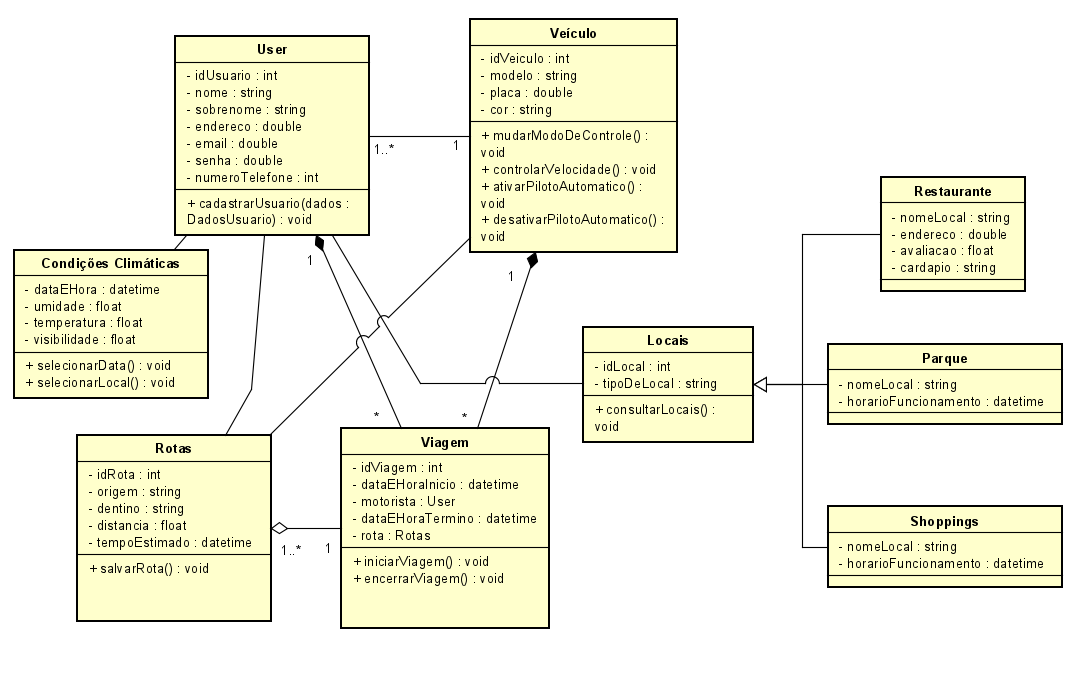 User
- idUsuario : int
- nome : string
- sobrenome : string
- endereco : double
- email : double
- senha : double
- numeroTelefone : int
+ cadastrarUsuario(dados :
DadosUsuario) : void
Veículo
- idVeiculo : int
- modelo : string
- placa : double
- cor : string
+ mudarModoDeControle() :
void
+ controlarVelocidade() : void
+ ativarPilotoAutomatico() :
void
+ desativarPilotoAutomatico() :
void
1..*
1
Restaurante
- nomeLocal : string
- endereco : double
- avaliacao : float
- cardapio : string
Condições Climáticas
- dataEHora : datetime
- umidade : float
- temperatura : float
- visibilidade : float
+ selecionarData() : void
+ selecionarLocal() : void
1
1
Locais
- idLocal : int
- tipoDeLocal : string
+ consultarLocais() :
void
Parque
- nomeLocal : string
- horarioFuncionamento : datetime
*
*
Rotas
- idRota : int
- origem : string
- dentino : string
- distancia : float
- tempoEstimado : datetime
+ salvarRota() : void
1..*
1
Viagem
- idViagem : int
- dataEHoraInicio : datetime
- motorista : User
- dataEHoraTermino : datetime
- rota : Rotas
+ iniciarViagem() : void
+ encerrarViagem() : void
Shoppings
- nomeLocal : string
- horarioFuncionamento : datetime